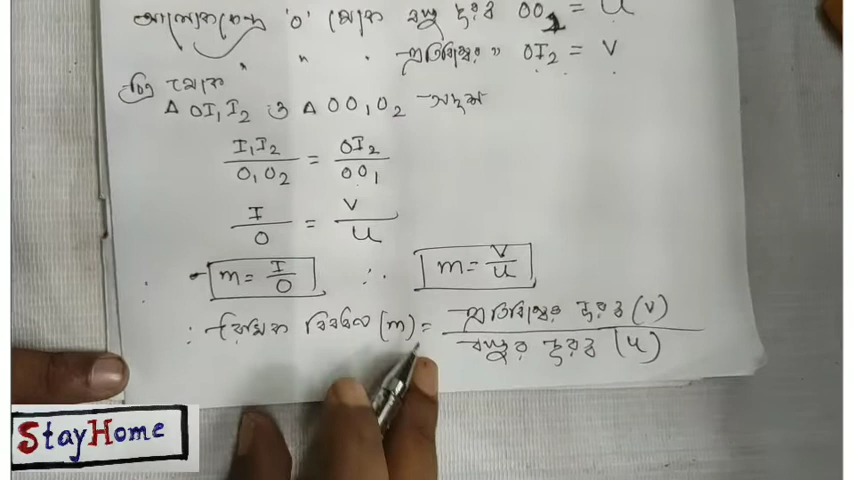 আলোককেন্দ্র 'O' থেকে বস্তু দূরত্ব OO₁ = u
" " " প্রতিবিম্বের " OI₂ = v
চিত্র থেকে
Δ OI₁I₂ ও Δ OO₁O₂ সদৃশ
I₁I₂ / O₁O₂ = OI₂ / OO₁
I / O = v / u
m = I / O ∴ m = v / u
∴ রৈখিক বিবর্ধন (m) = প্রতিবিম্বের দূরত্ব (v) / বস্তুর দূরত্ব (u)
StayHome